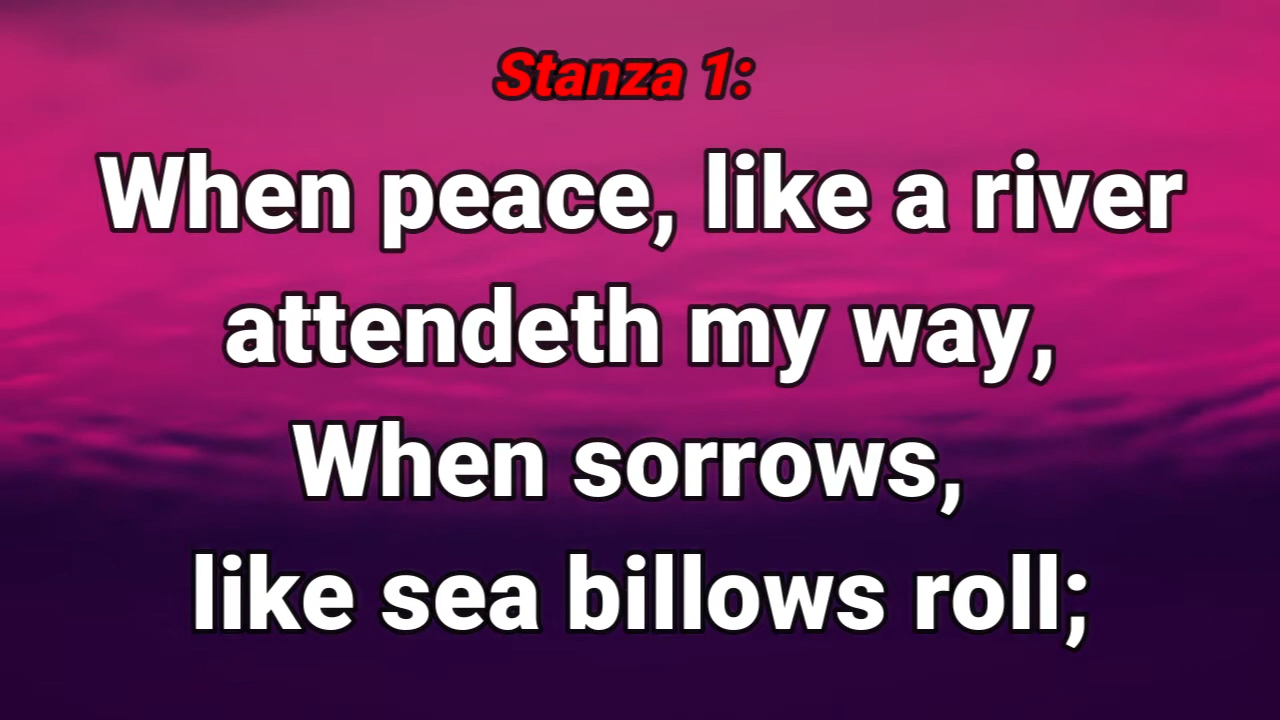 Stanza 1:
When peace, like a river
attendeth my way,
When sorrows,
like sea billows roll;